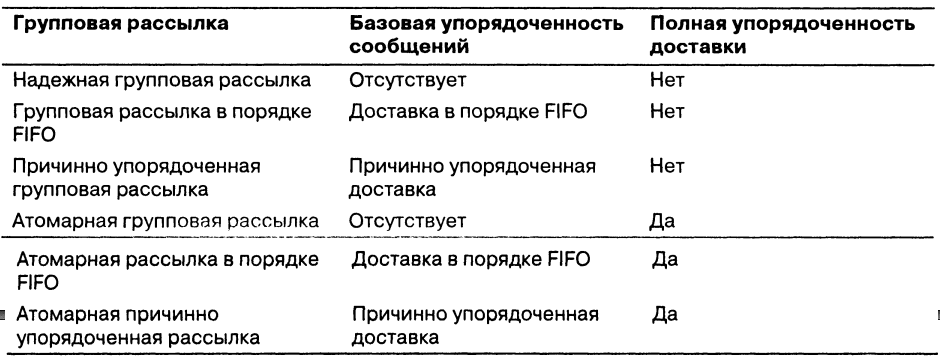 Групповая рассылка Базовая упорядоченность Полная упорядоченность
сообщений доставки
Надежная групповая рассылка Отсутствует Нет
Групповая рассылка в порядке Доставка в порядке FIFO Нет
FIFO
Причинно упорядоченная Причинно упорядоченная Нет
групповая рассылка доставка
Атомарная групповая рассылка Отсутствует Да
Атомарная рассылка в порядке Доставка в порядке FIFO Да
FIFO
Атомарная причинно Причинно упорядоченная Да
упорядоченная рассылка доставка